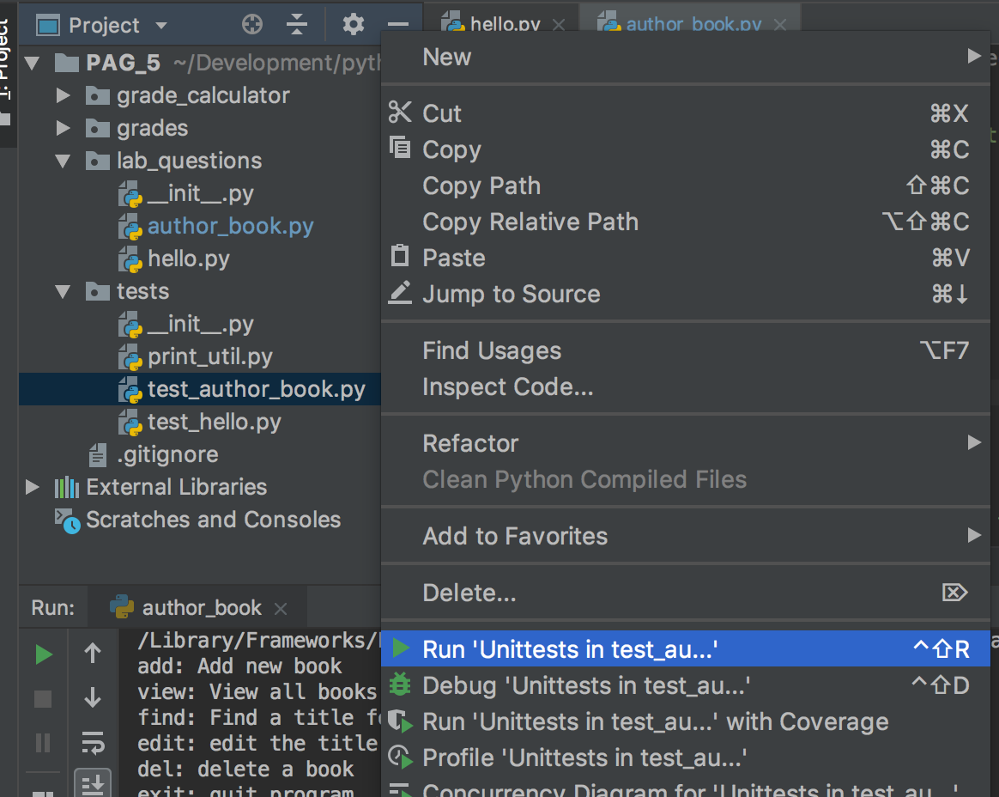 Project
hello.py
author_book.py
1: Project
PAG_5 ~/Development/pyth
grade_calculator
grades
lab_questions
__init__.py
author_book.py
hello.py
tests
__init__.py
print_util.py
test_author_book.py
test_hello.py
.gitignore
External Libraries
Scratches and Consoles
New
Cut ⌘X
Copy ⌘C
Copy Path ⇧⌘C
Copy Relative Path ⌥⇧⌘C
Paste ⌘V
Jump to Source ⌘↓
Find Usages ⌥F7
Inspect Code...
Refactor
Clean Python Compiled Files
Add to Favorites
Delete... ⌦
Run 'Unittests in test_au...' ^⇧R
Debug 'Unittests in test_au...' ^⇧D
Run 'Unittests in test_au...' with Coverage
Profile 'Unittests in test_au...'
Concurrency Diagram for 'Unittests in test_au...'
Run: author_book
/Library/Frameworks/
add: Add new book
view: View all books
find: Find a title fo
edit: edit the title
del: delete a book
exit: quit program